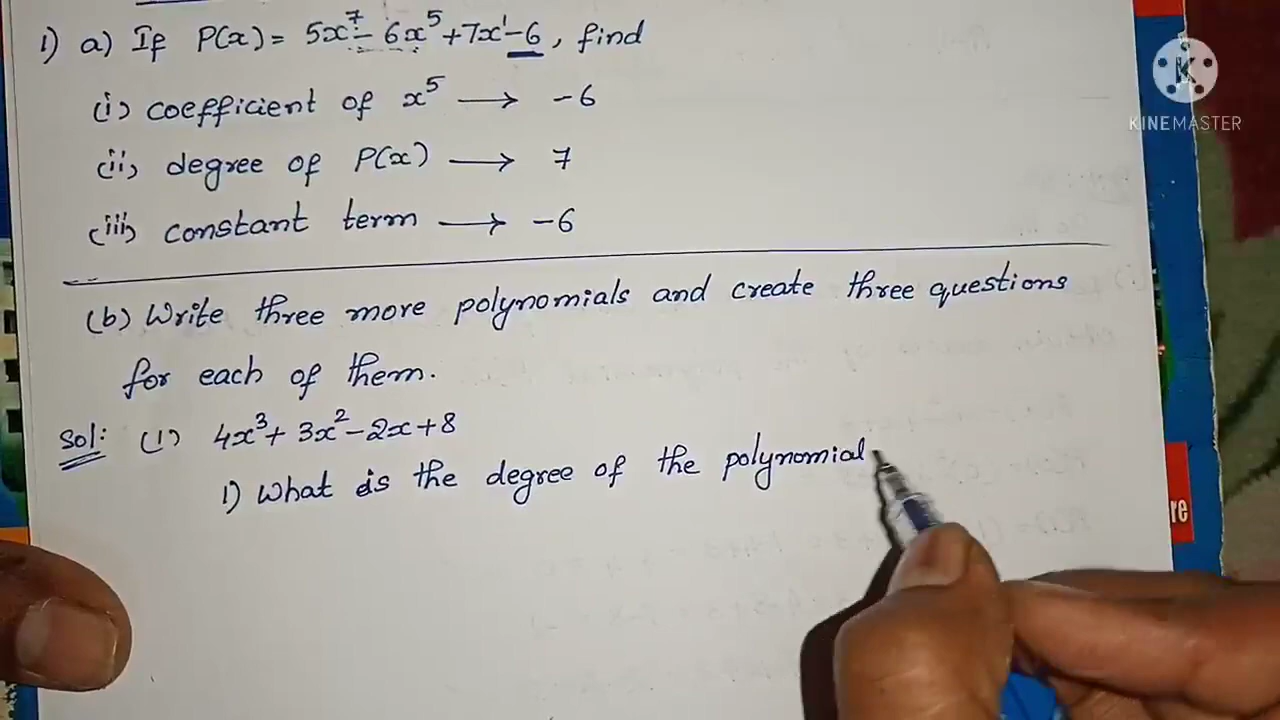 1) a) If P(x) = 5x⁷ - 6x⁵ + 7x¹ - 6, find
(i) coefficient of x⁵ → -6
(ii) degree of P(x) → 7
(iii) constant term → -6
(b) Write three more polynomials and create three questions
for each of them.
Sol: (1) 4x³ + 3x² - 2x + 8
1) What is the degree of the polynomial
KINEMASTER
re